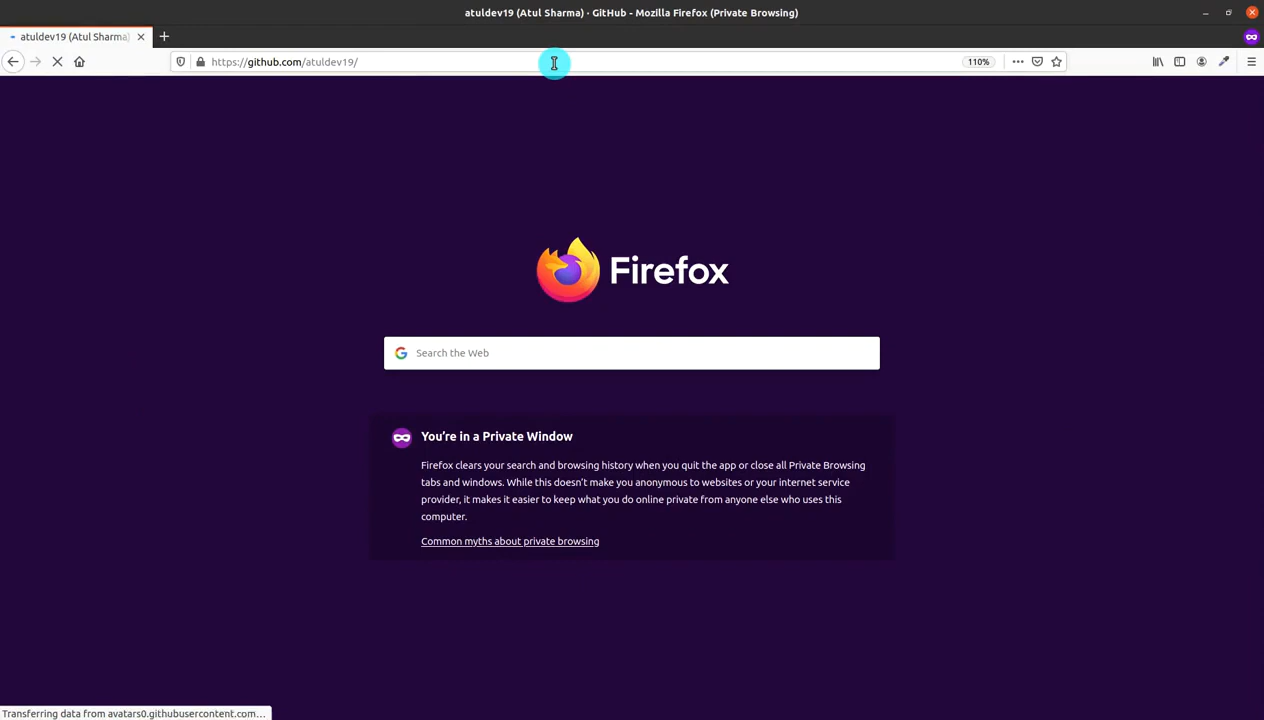 atuldev19 (Atul Sharma) · GitHub - Mozilla Firefox (Private Browsing)
atuldev19 (Atul Sharma)
https://github.com/atuldev19/
110%
Firefox
Search the Web
You're in a Private Window
Firefox clears your search and browsing history when you quit the app or close all Private Browsing
tabs and windows. While this doesn't make you anonymous to websites or your internet service
provider, it makes it easier to keep what you do online private from anyone else who uses this
computer.
Common myths about private browsing
Transferring data from avatars0.githubusercontent.com…